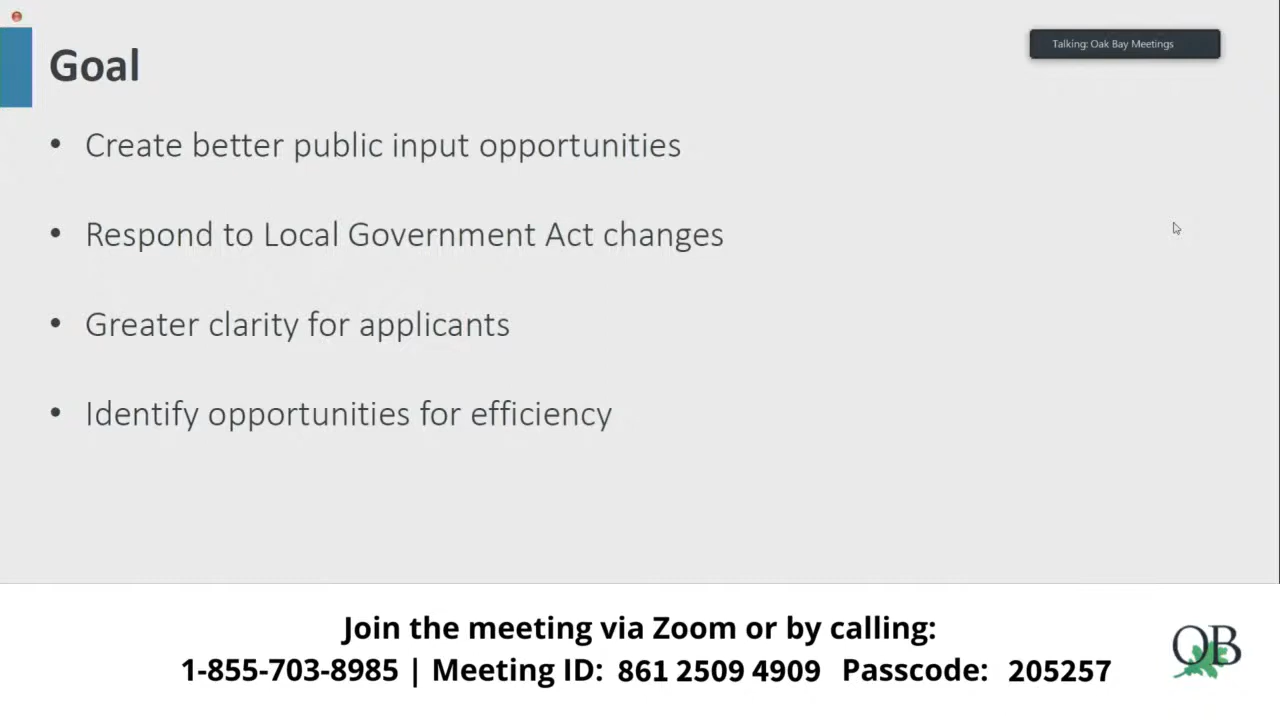 Talking: Oak Bay Meetings
Goal
• Create better public input opportunities
• Respond to Local Government Act changes
• Greater clarity for applicants
• Identify opportunities for efficiency
Join the meeting via Zoom or by calling:
1-855-703-8985 | Meeting ID: 861 2509 4909 Passcode: 205257
OB